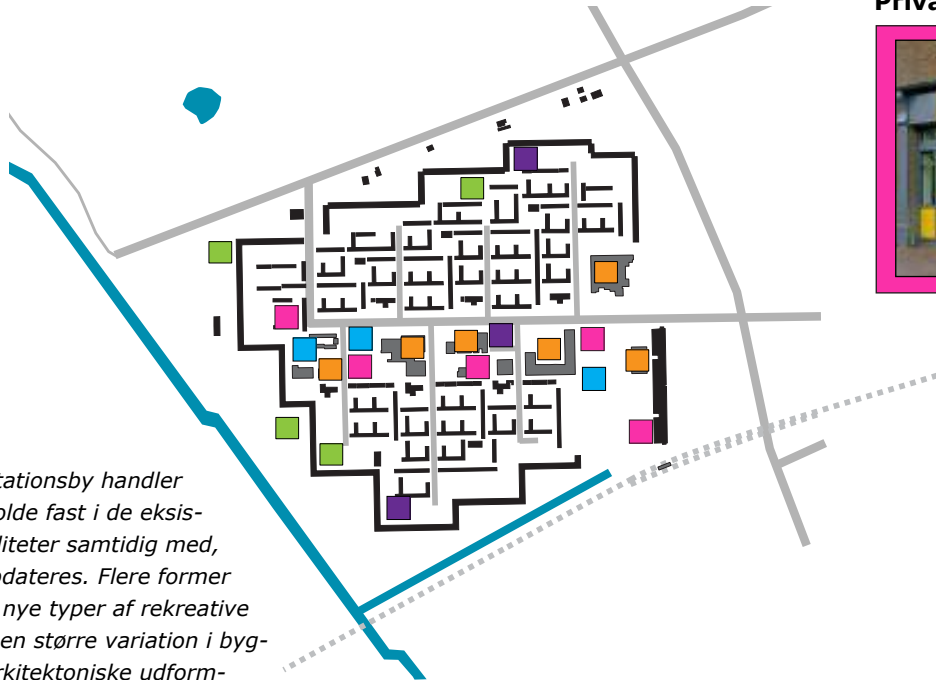 Priva
tationsby handler
olde fast i de eksis-
liteter samtidig med,
pdateres. Flere former
nye typer af rekreative
en større variation i byg-
rkitektoniske udform-